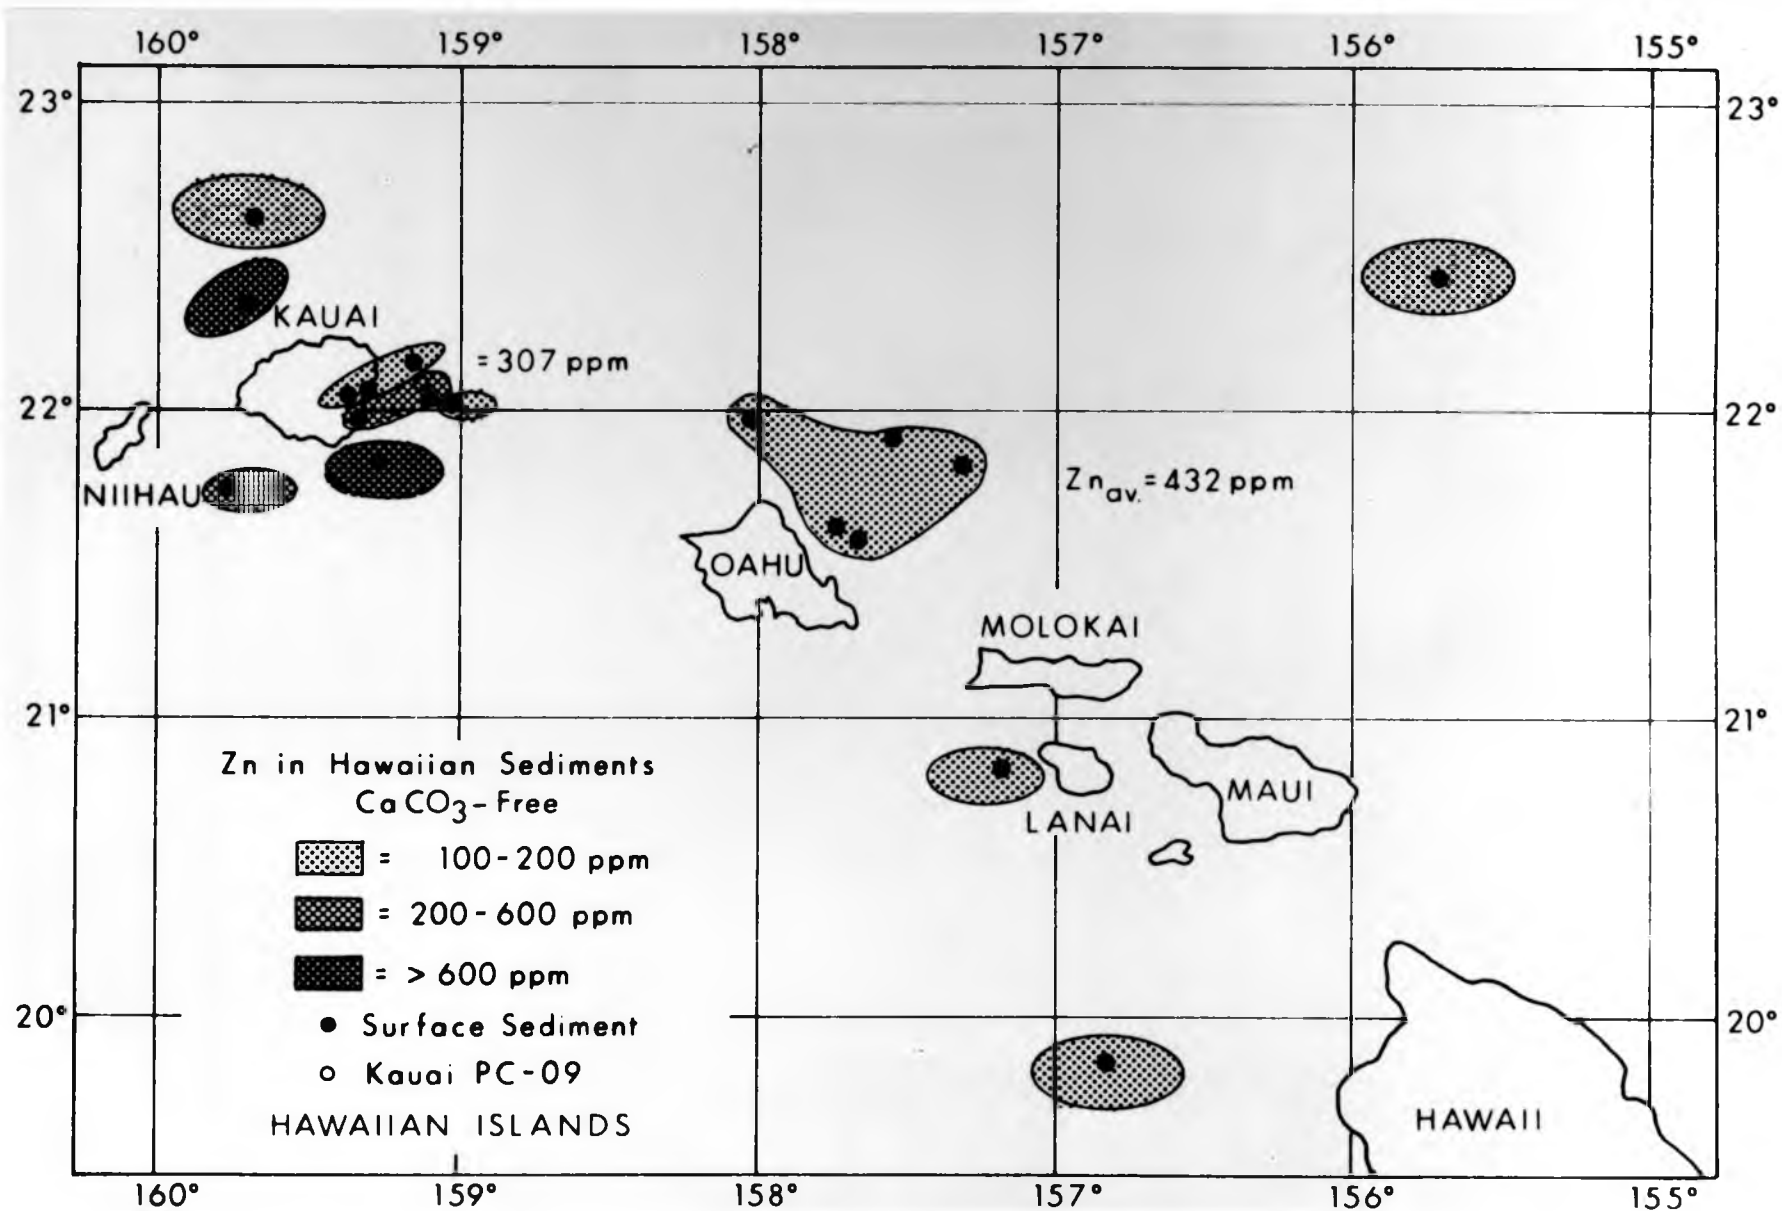 160° 159° 158° 157° 156° 155°
23° 23°
KAUAI
= 307 ppm
22° 22°
NIIHAU
Zn av. = 432 ppm
OAHU
MOLOKAI
21° 21°
Zn in Hawaiian Sediments
CaCO3-Free
MAUI
LANAI
= 100-200 ppm
= 200-600 ppm
= > 600 ppm
20° 20°
Surface Sediment
Kauai PC-09
HAWAIIAN ISLANDS
HAWAII
160° 159° 158° 157° 156° 155°